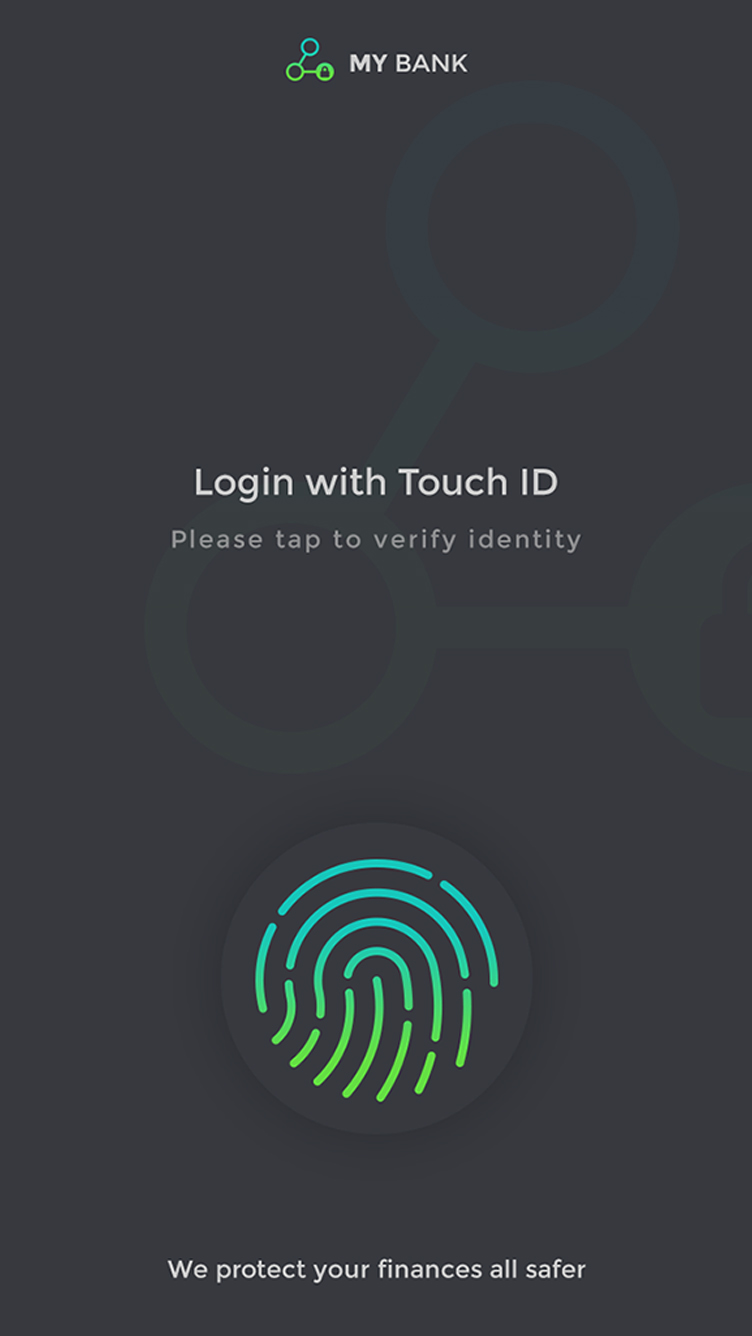 MY BANK
Login with Touch ID
Please tap to verify identity
We protect your finances all safer